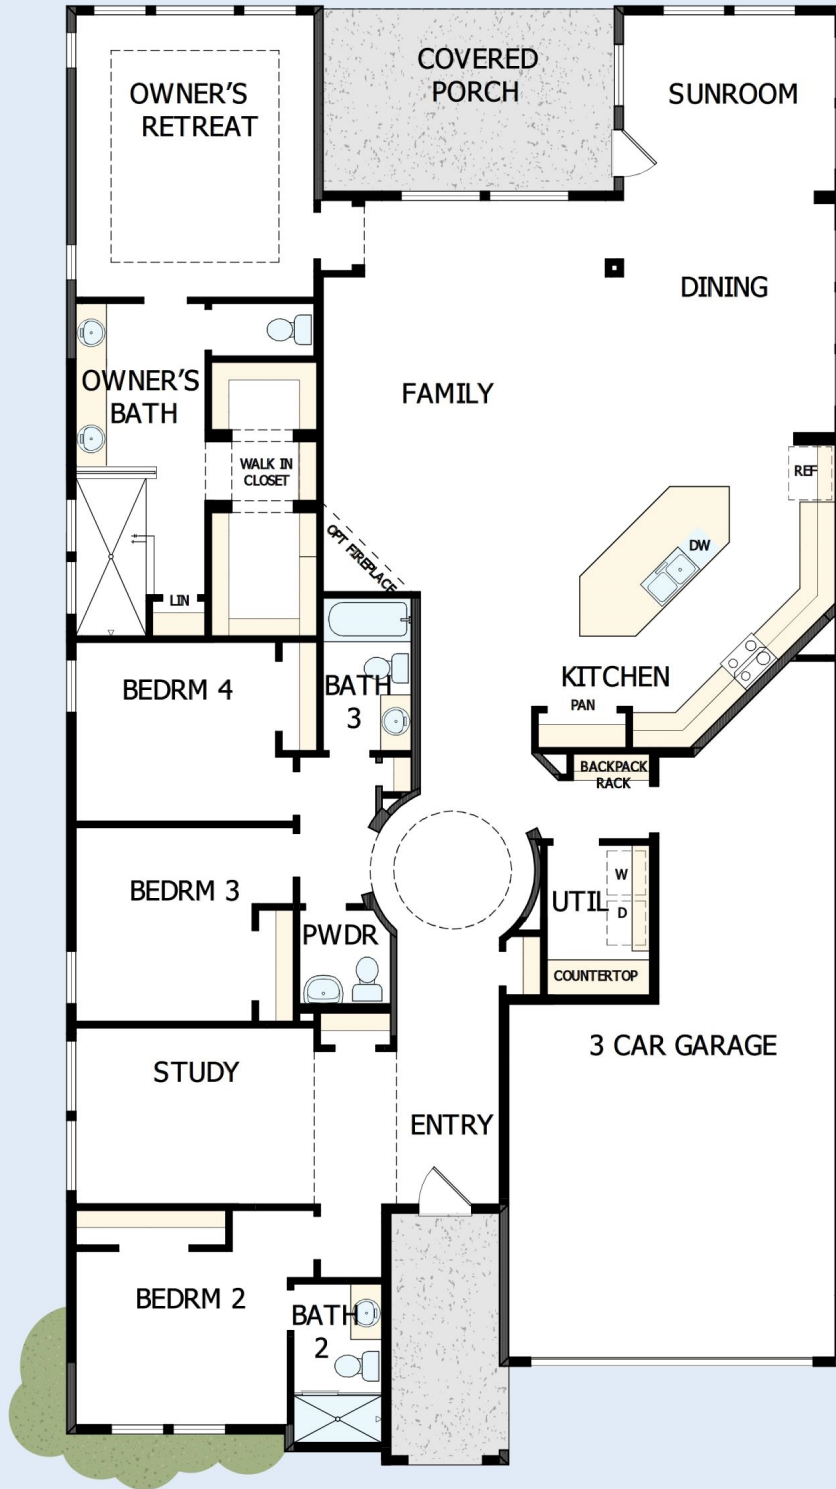 OWNER'S
RETREAT
COVERED
PORCH
SUNROOM
DINING
OWNER'S
BATH
FAMILY
WALK IN
CLOSET
REF
OPT FIREPLACE
DW
LIN
BEDRM 4
BATH
3
KITCHEN
PAN
BACKPACK
RACK
BEDRM 3
PWDR
UTIL
W
D
COUNTERTOP
STUDY
3 CAR GARAGE
ENTRY
BEDRM 2
BATH
2